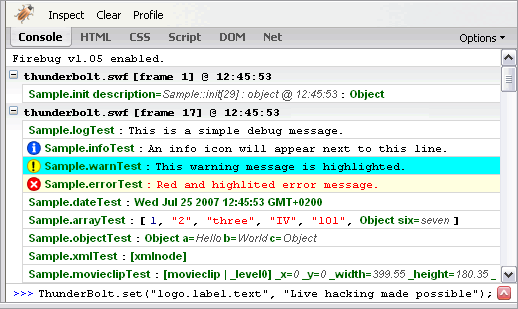 Inspect Clear Profile
Console HTML CSS Script DOM Net Options
Firebug v1.05 enabled.
thunderbolt.swf [frame 1] @ 12:45:53
Sample.init description=Sample::init[29] : object @ 12:45:53 : Object
thunderbolt.swf [frame 17] @ 12:45:53
Sample.logTest : This is a simple debug message.
Sample.infoTest : An info icon will appear next to this line.
Sample.warnTest : This warning message is highlighted.
Sample.errorTest : Red and highlited error message.
Sample.dateTest : Wed Jul 25 2007 12:45:53 GMT+0200
Sample.arrayTest : [ 1, "2", "three", "IV", "101", Object six=seven ]
Sample.objectTest : Object a=Hello b=World c=Object
Sample.xmlTest : [xmlnode]
Sample.movieclipTest : [movieclip | _level0] _x=0 _y=0 _width=399.55 _height=180.35 _
>>> ThunderBolt.set("logo.label.text", "Live hacking made possible");